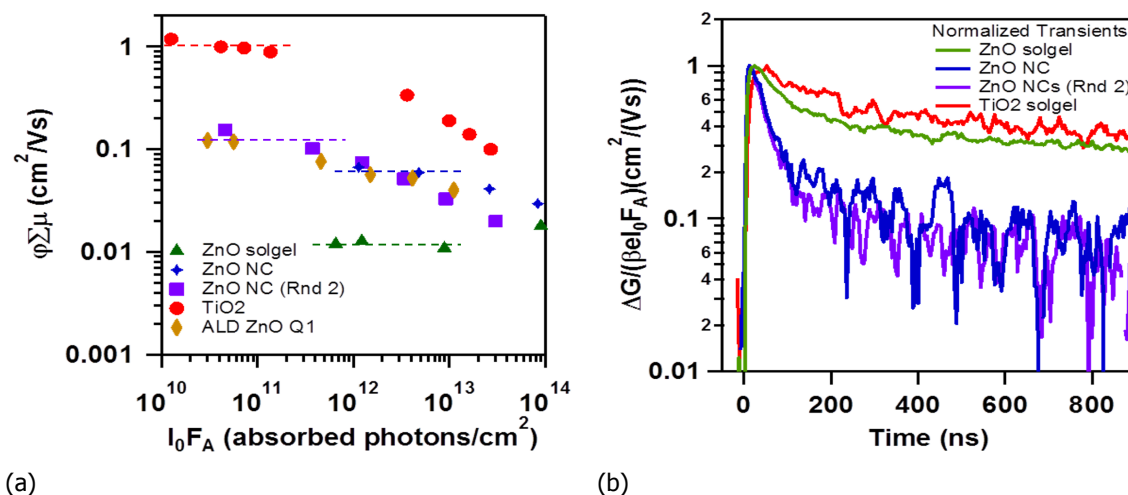 φΣμ (cm²/Vs)
1
0.1
0.01
0.001
ZnO solgel
ZnO NC
ZnO NC (Rnd 2)
TiO2
ALD ZnO Q1
10¹⁰ 10¹¹ 10¹² 10¹³ 10¹⁴
I₀F_A (absorbed photons/cm²)
(a)
ΔG/(βeI₀F_A)(cm²/(Vs))
2
1
8
6
4
2
0.1
8
6
4
2
0.01
Normalized Transients
ZnO solgel
ZnO NC
ZnO NCs (Rnd 2)
TiO2 solgel
0 200 400 600 800
Time (ns)
(b)